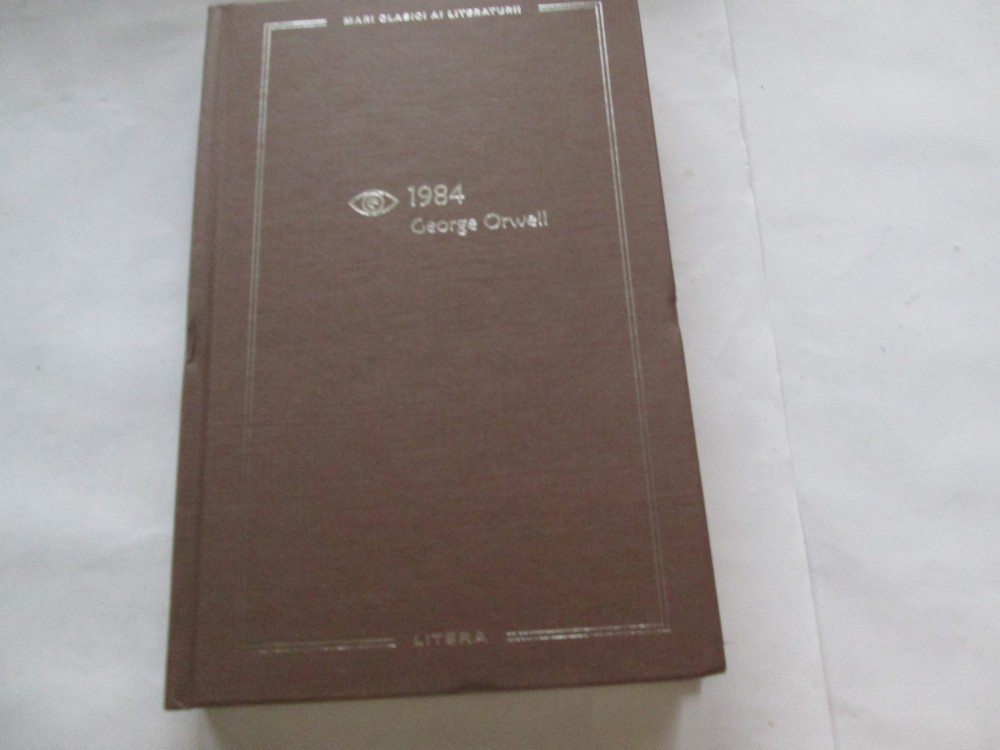 MARI CLASICI AI LITERATURII
1984
George Orwell
LITERA